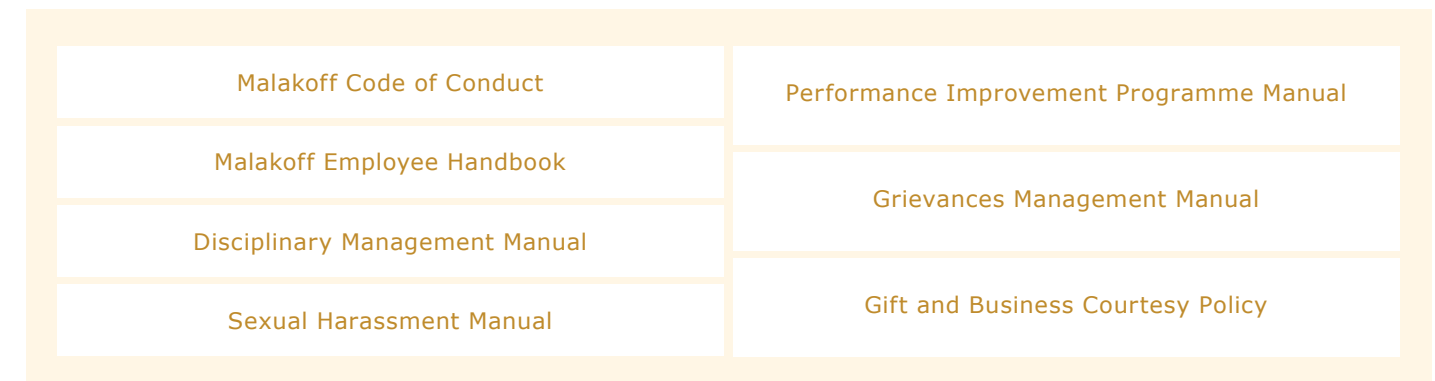 Malakoff Code of Conduct
Malakoff Employee Handbook
Disciplinary Management Manual
Sexual Harassment Manual
Performance Improvement Programme Manual
Grievances Management Manual
Gift and Business Courtesy Policy